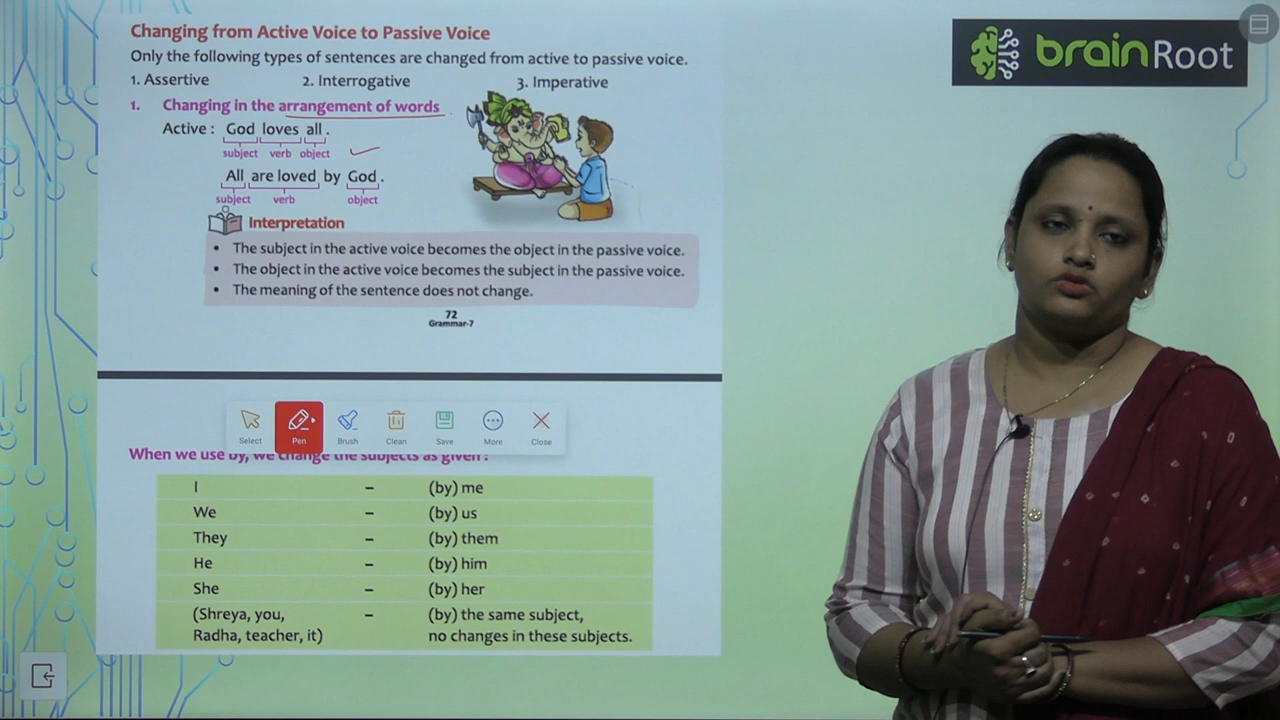 Changing from Active Voice to Passive Voice
Only the following types of sentences are changed from active to passive voice.
1. Assertive 2. Interrogative 3. Imperative
1. Changing in the arrangement of words
Active : God loves all .
subject verb object
All are loved by God .
subject verb object
Interpretation
• The subject in the active voice becomes the object in the passive voice.
• The object in the active voice becomes the subject in the passive voice.
• The meaning of the sentence does not change.
72
Grammar-7
Select Pen Brush Clean Save More Close
When we use by, we change the subjects as given :
I – (by) me
We – (by) us
They – (by) them
He – (by) him
She – (by) her
(Shreya, you, – (by) the same subject,
Radha, teacher, it) no changes in these subjects.
brainRoot